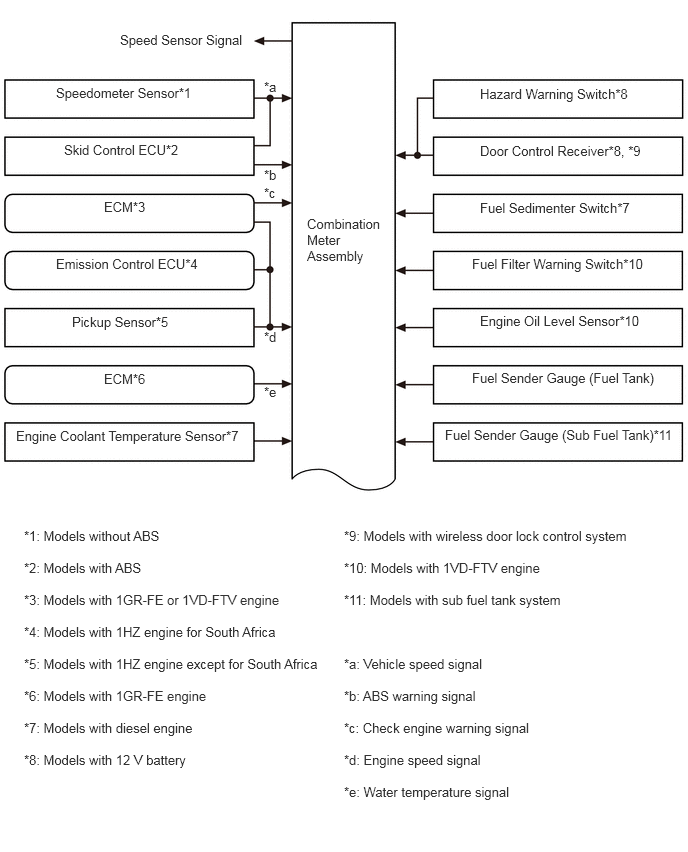 Speed Sensor Signal
Speedometer Sensor*1
*a
Hazard Warning Switch*8
Skid Control ECU*2
*b
Door Control Receiver*8, *9
*c
ECM*3
Fuel Sedimenter Switch*7
Combination
Meter
Assembly
Emission Control ECU*4
Fuel Filter Warning Switch*10
Pickup Sensor*5
*d
Engine Oil Level Sensor*10
ECM*6
*e
Fuel Sender Gauge (Fuel Tank)
Engine Coolant Temperature Sensor*7
Fuel Sender Gauge (Sub Fuel Tank)*11
*1: Models without ABS
*2: Models with ABS
*3: Models with 1GR-FE or 1VD-FTV engine
*4: Models with 1HZ engine for South Africa
*5: Models with 1HZ engine except for South Africa
*6: Models with 1GR-FE engine
*7: Models with diesel engine
*8: Models with 12 V battery
*9: Models with wireless door lock control system
*10: Models with 1VD-FTV engine
*11: Models with sub fuel tank system
*a: Vehicle speed signal
*b: ABS warning signal
*c: Check engine warning signal
*d: Engine speed signal
*e: Water temperature signal